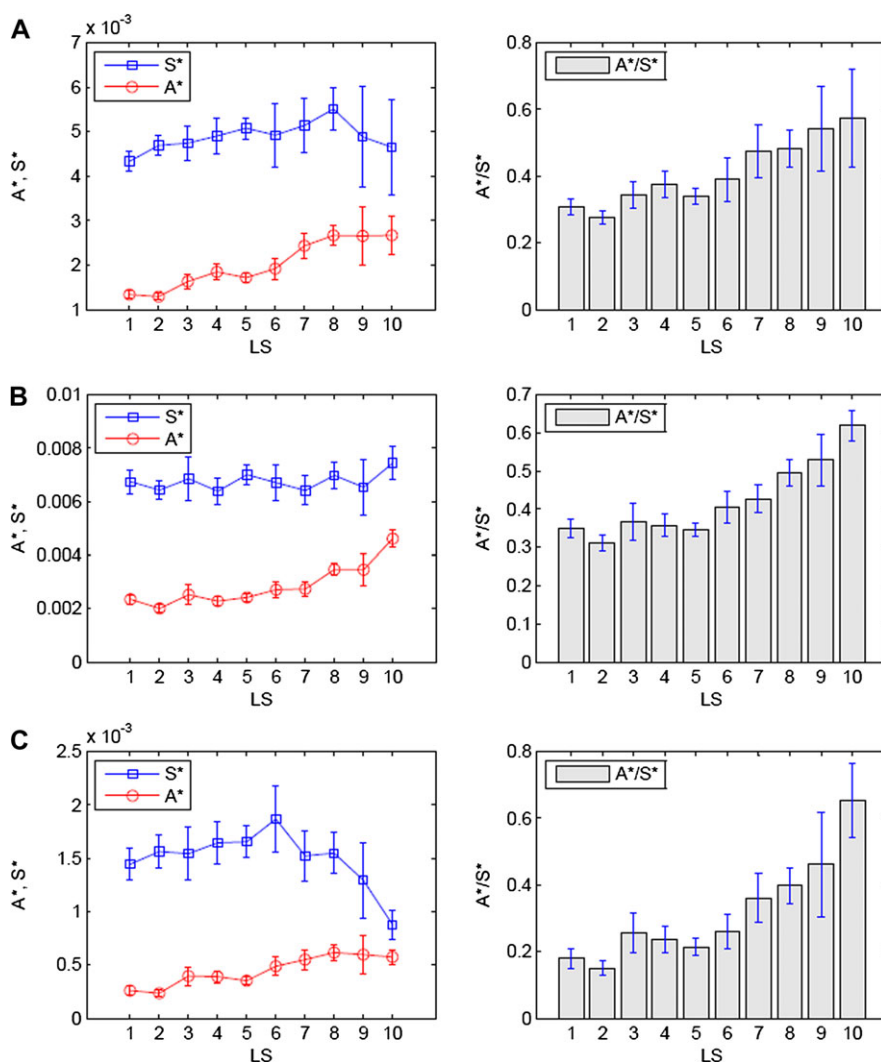 A
x 10-3
7
6
5
4
3
2
1
A*, S*
S*
A*
1 2 3 4 5 6 7 8 9 10
LS
0.8
0.6
0.4
0.2
0
A*/S*
A*/S*
1 2 3 4 5 6 7 8 9 10
LS
B
0.01
0.008
0.006
0.004
0.002
0
A*, S*
S*
A*
1 2 3 4 5 6 7 8 9 10
LS
0.7
0.6
0.5
0.4
0.3
0.2
0.1
0
A*/S*
A*/S*
1 2 3 4 5 6 7 8 9 10
LS
C
x 10-3
2.5
2
1.5
1
0.5
0
A*, S*
S*
A*
1 2 3 4 5 6 7 8 9 10
LS
0.8
0.6
0.4
0.2
0
A*/S*
A*/S*
1 2 3 4 5 6 7 8 9 10
LS